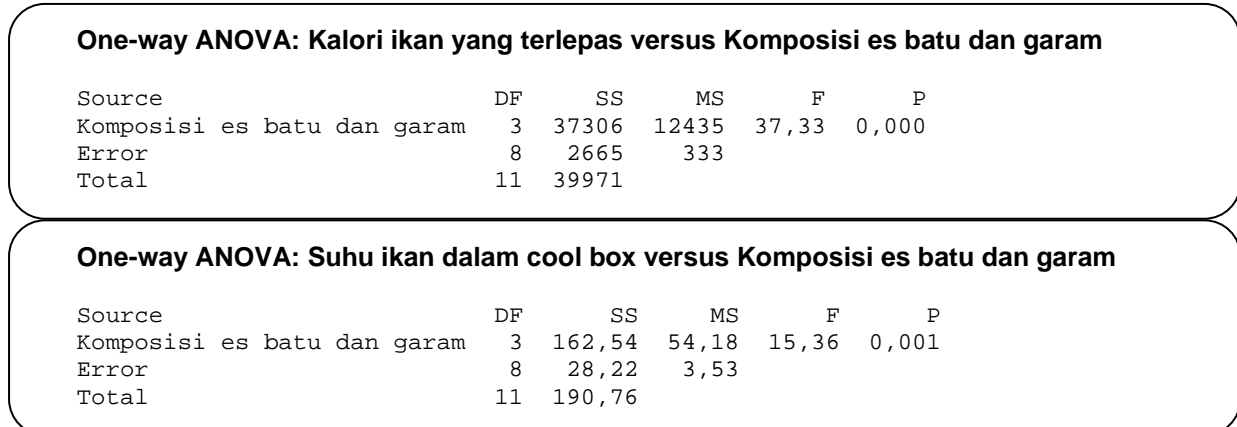 One-way ANOVA: Kalori ikan yang terlepas versus Komposisi es batu dan garam
Source DF SS MS F P
Komposisi es batu dan garam 3 37306 12435 37,33 0,000
Error 8 2665 333
Total 11 39971
One-way ANOVA: Suhu ikan dalam cool box versus Komposisi es batu dan garam
Source DF SS MS F P
Komposisi es batu dan garam 3 162,54 54,18 15,36 0,001
Error 8 28,22 3,53
Total 11 190,76